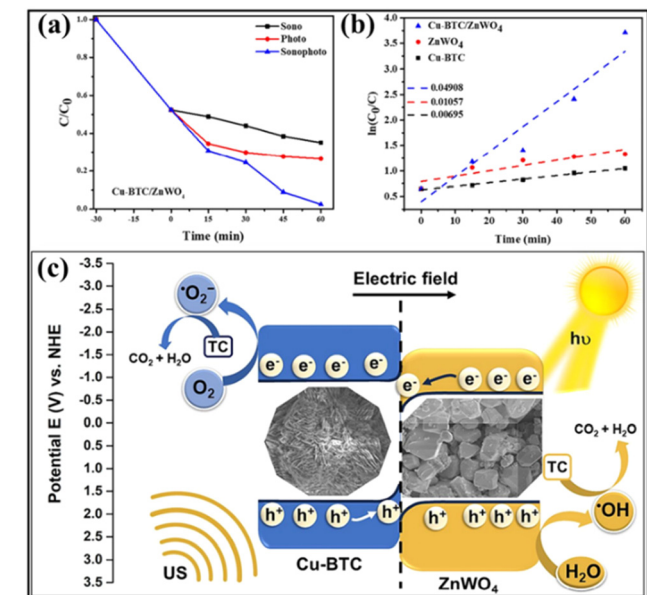 (a)
Sono
Photo
Sonophoto
C/C0
1.0
0.8
0.6
0.4
0.2
0.0
Cu-BTC/ZnWO4
-30
0
15
30
45
60
Time (min)
(b)
Cu-BTC/ZnWO4
ZnWO4
Cu-BTC
0.04908
0.01057
0.00695
ln(C0/C)
4.0
3.5
3.0
2.5
2.0
1.5
1.0
0.5
0
10
20
30
40
50
60
Time (min)
(c)
Potential E (V) vs. NHE
-3.5
-3.0
-2.5
-2.0
-1.5
-1.0
-0.5
0.0
0.5
1.0
1.5
2.0
2.5
3.0
3.5
Electric field
•O2−
TC
CO2 + H2O
O2
hυ
e- e- e- e-
e- e- e- e-
CO2 + H2O
TC
•OH
H2O
h+ h+ h+ h+
h+ h+ h+ h+
US
Cu-BTC
ZnWO4